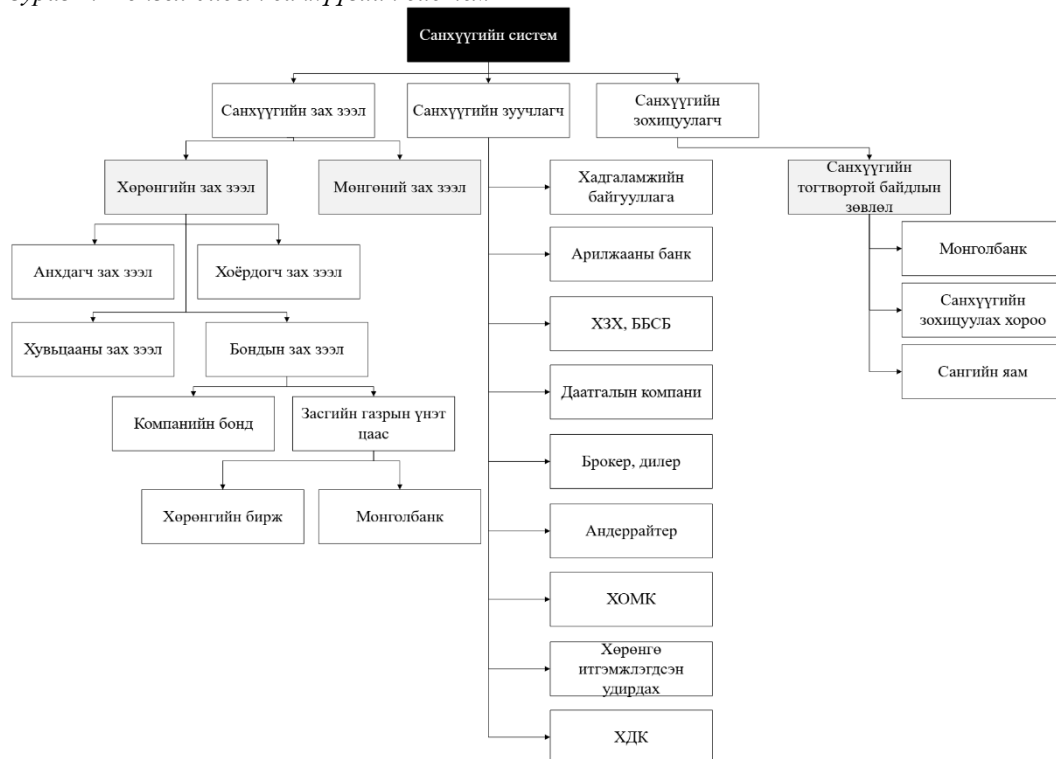 Санхүүгийн систем
Санхүүгийн зах зээл
Санхүүгийн зуучлагч
Санхүүгийн
зохицуулагч
Хөрөнгийн зах зээл
Мөнгөний зах зээл
Хадгаламжийн
байгууллага
Санхүүгийн
тогтвортой байдлын
зөвлөл
Анхдагч зах зээл
Хоёрдогч зах зээл
Арилжааны банк
Монголбанк
Хувьцааны зах зээл
Бондын зах зээл
ХЗХ, ББСБ
Санхүүгийн
зохицуулах хороо
Компанийн бонд
Засгийн газрын үнэт
цаас
Даатгалын компани
Сангийн яам
Хөрөнгийн бирж
Монголбанк
Брокер, дилер
Андеррайтер
ХОМК
Хөрөнгө
итгэмжлэгдсэн
удирдах
ХДК